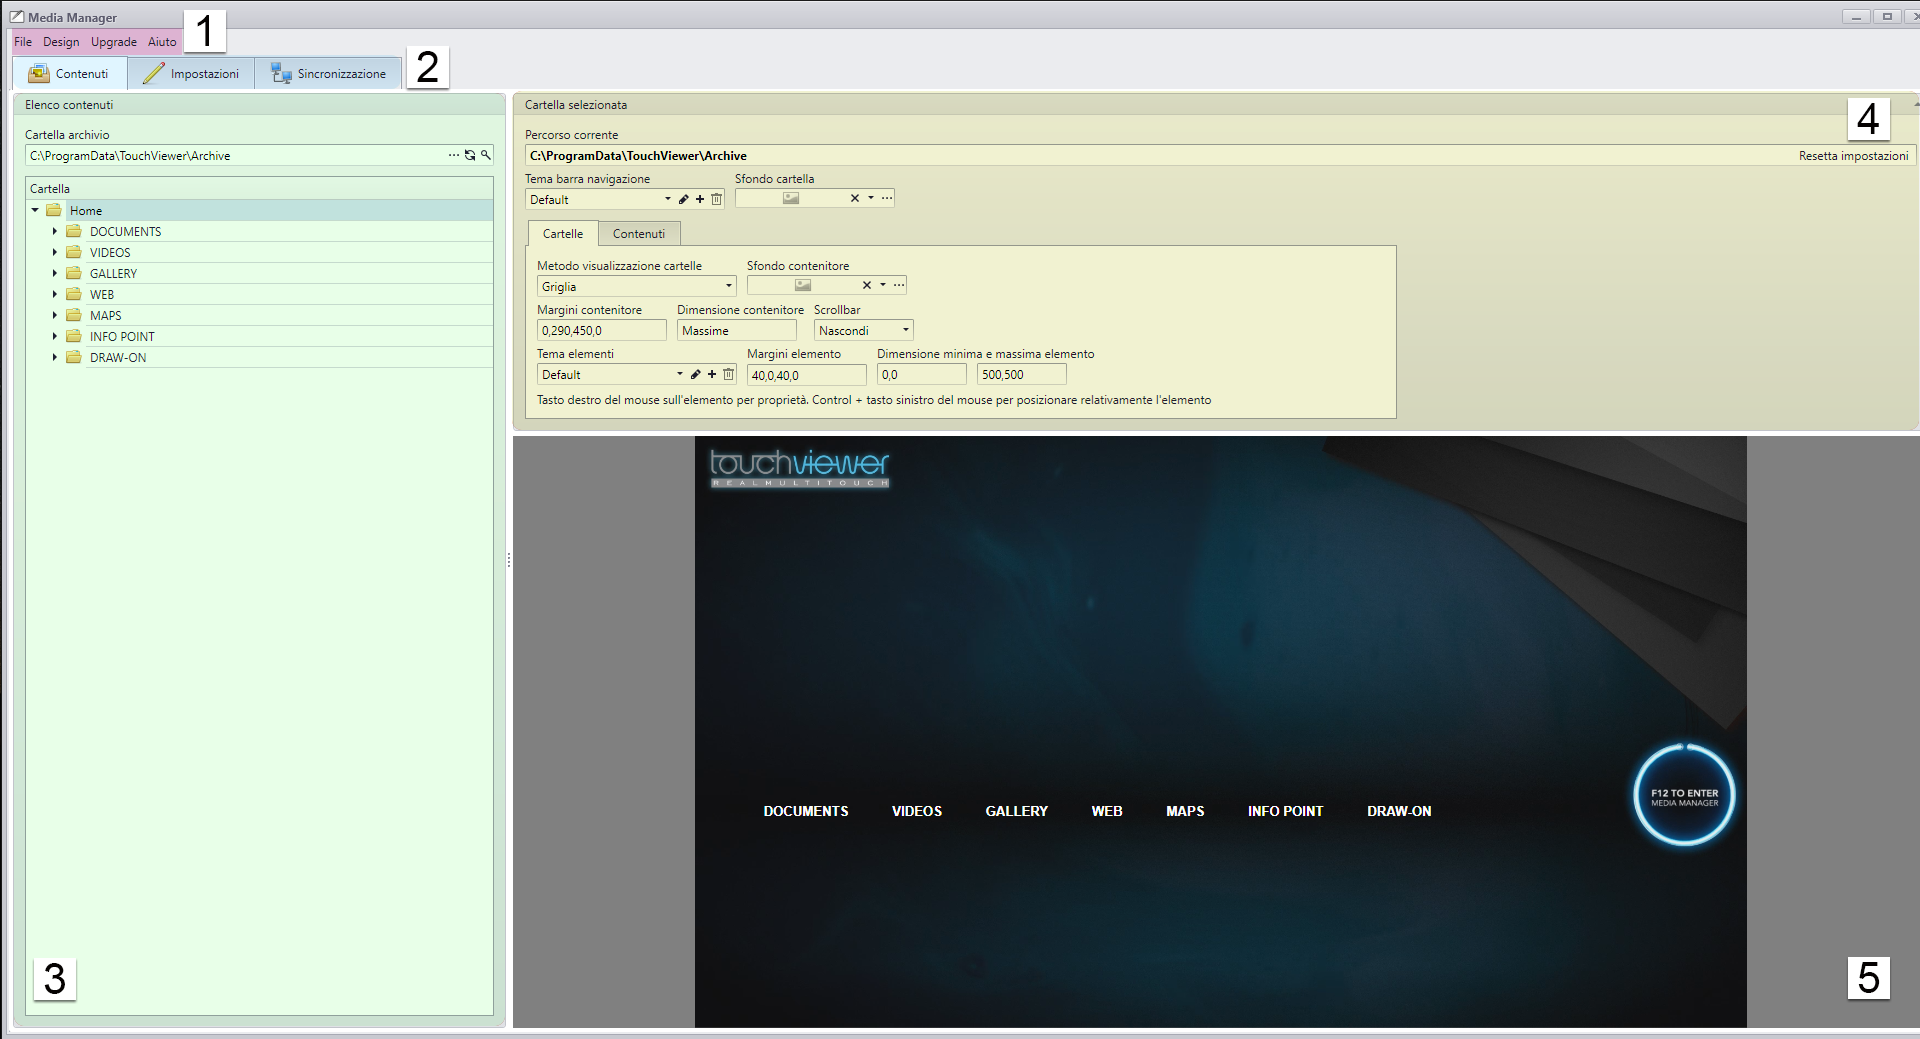 Media Manager
File Design Upgrade Aiuto
1
Contenuti Impostazioni Sincronizzazione
2
Elenco contenuti
Cartella archivio
C:\ProgramData\TouchViewer\Archive
Cartella
Home
DOCUMENTS
VIDEOS
GALLERY
WEB
MAPS
INFO POINT
DRAW-ON
3
Cartella selezionata
4
Percorso corrente
C:\ProgramData\TouchViewer\Archive Resetta impostazioni
Tema barra navigazione Sfondo cartella
Default
Cartelle Contenuti
Metodo visualizzazione cartelle Sfondo contenitore
Griglia
Margini contenitore Dimensione contenitore Scrollbar
0,290,450,0 Massime Nascondi
Tema elementi Margini elemento Dimensione minima e massima elemento
Default 40,0,40,0 0,0 500,500
Tasto destro del mouse sull'elemento per proprietà. Control + tasto sinistro del mouse per posizionare relativamente l'elemento
touchviewer
REALMULTITOUCH
F12 TO ENTER
MEDIA MANAGER
DOCUMENTS VIDEOS GALLERY WEB MAPS INFO POINT DRAW-ON
5